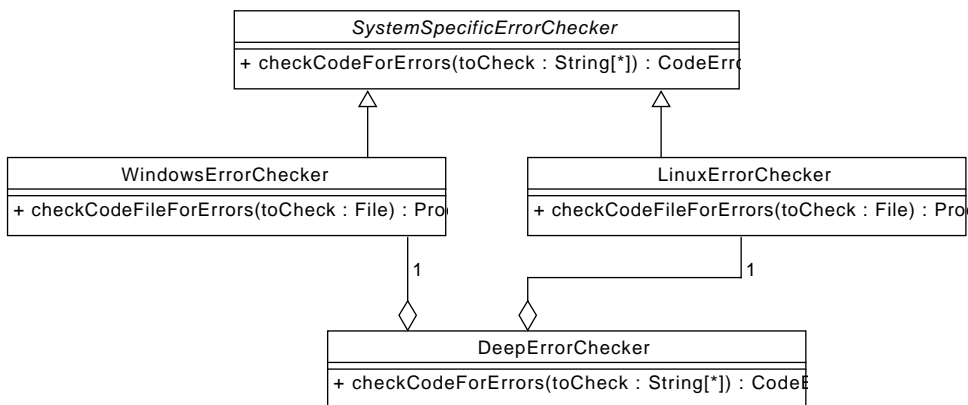 SystemSpecificErrorChecker
+ checkCodeForErrors(toCheck : String[*]) : CodeErro
WindowsErrorChecker
+ checkCodeFileForErrors(toCheck : File) : Pro
LinuxErrorChecker
+ checkCodeFileForErrors(toCheck : File) : Pro
1
1
DeepErrorChecker
+ checkCodeForErrors(toCheck : String[*]) : CodeE